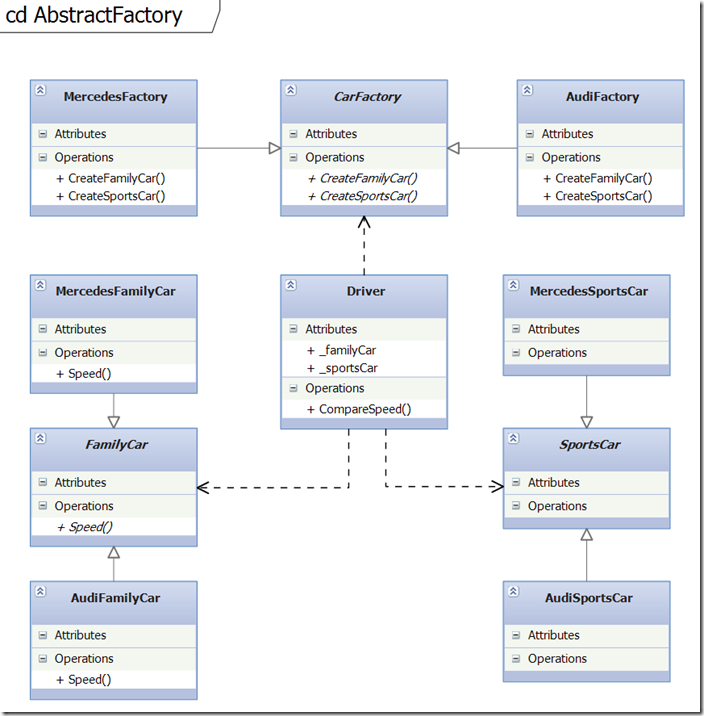 cd AbstractFactory
MercedesFactory
Attributes
Operations
+ CreateFamilyCar()
+ CreateSportsCar()
CarFactory
Attributes
Operations
+ CreateFamilyCar()
+ CreateSportsCar()
AudiFactory
Attributes
Operations
+ CreateFamilyCar()
+ CreateSportsCar()
MercedesFamilyCar
Attributes
Operations
+ Speed()
Driver
Attributes
+ _familyCar
+ _sportsCar
Operations
+ CompareSpeed()
MercedesSportsCar
Attributes
Operations
FamilyCar
Attributes
Operations
+ Speed()
SportsCar
Attributes
Operations
AudiFamilyCar
Attributes
Operations
+ Speed()
AudiSportsCar
Attributes
Operations